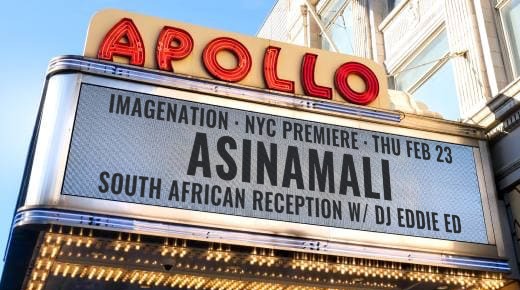 APOLLO
IMAGENATION · NYC PREMIERE · THU FEB 23
ASINAMALI
SOUTH AFRICAN RECEPTION W/ DJ EDDIE ED